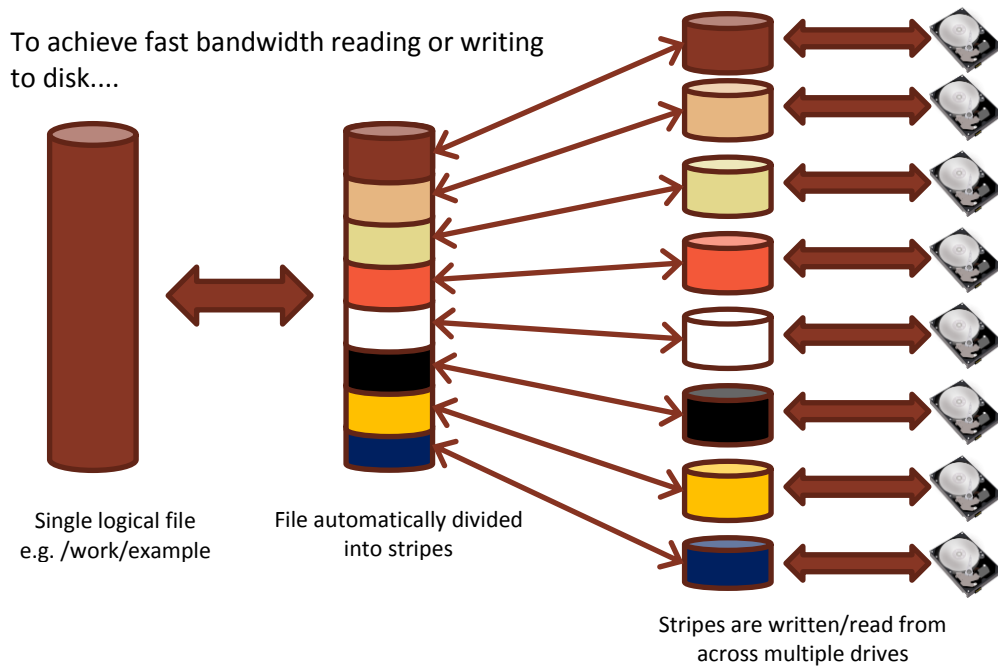 To achieve fast bandwidth reading or writing
to disk....
Single logical file
e.g. /work/example
File automatically divided
into stripes
Stripes are written/read from
across multiple drives